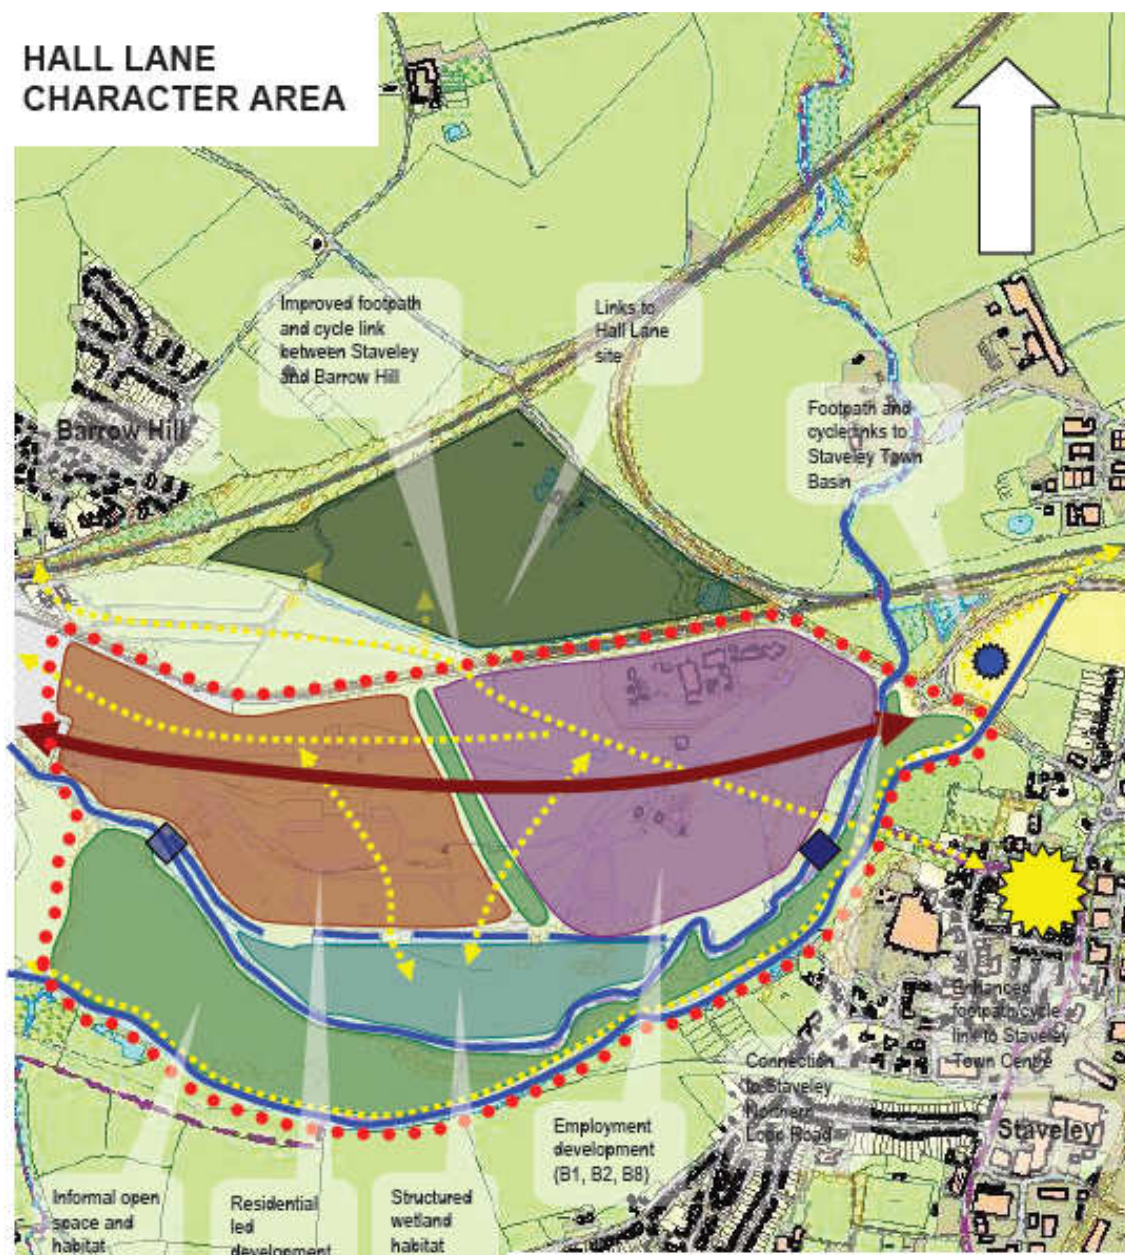 HALL LANE
CHARACTER AREA
Improved footpath
and cycle link
between Staveley
and Barrow Hill
Links to
Hall Lane
site
Barrow Hill
Footpath and
cycle links to
Staveley Town
Basin
Enhanced
footpath/cycle
link to Staveley
Town Centre
Connection
to Staveley
Northern
Loop Road
Staveley
Employment
development
(B1, B2, B8)
Informal open
space and
habitat
Residential
led
development
Structured
wetland
habitat